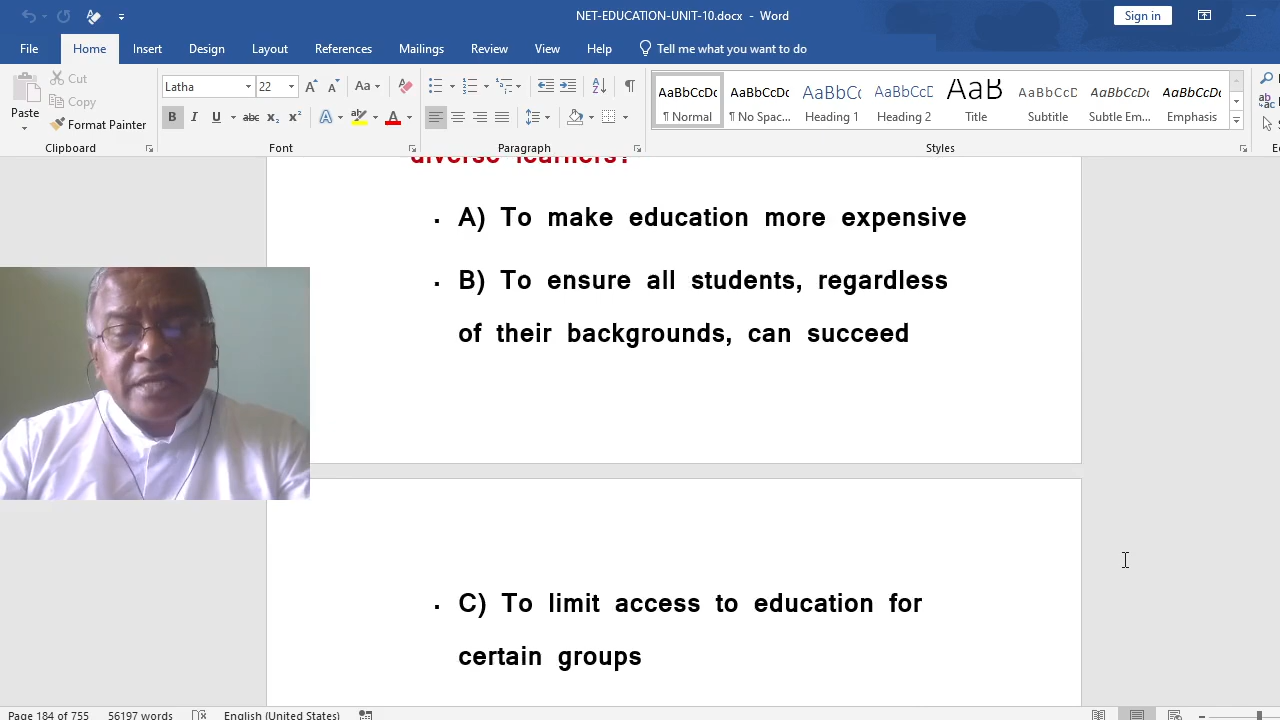 NET-EDUCATION-UNIT-10.docx - Word
Sign in
File Home Insert Design Layout References Mailings Review View Help Tell me what you want to do
Paste
Cut
Copy
Format Painter
Clipboard
Latha 22
Font
Paragraph
AaBbCcDc AaBbCcDc AaBbC( AaBbCcD AaB AaBbCcD AaBbCcDı AaBbCcDı
¶ Normal ¶ No Spac... Heading 1 Heading 2 Title Subtitle Subtle Em... Emphasis
Styles
diverse learners?
A) To make education more expensive
B) To ensure all students, regardless
of their backgrounds, can succeed
C) To limit access to education for
certain groups
Page 184 of 755 56197 words English (United States)